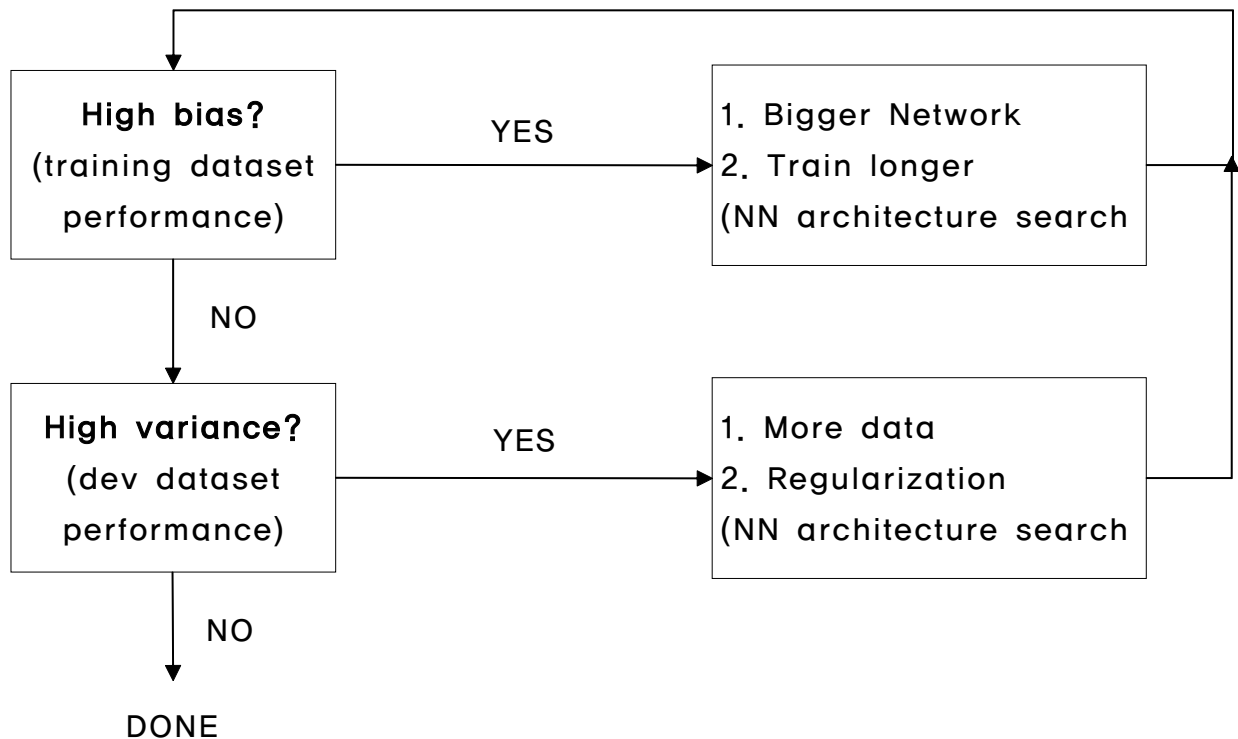 High bias?
(training dataset
performance)
YES
1. Bigger Network
2. Train longer
(NN architecture search
NO
High variance?
(dev dataset
performance)
YES
1. More data
2. Regularization
(NN architecture search
NO
DONE